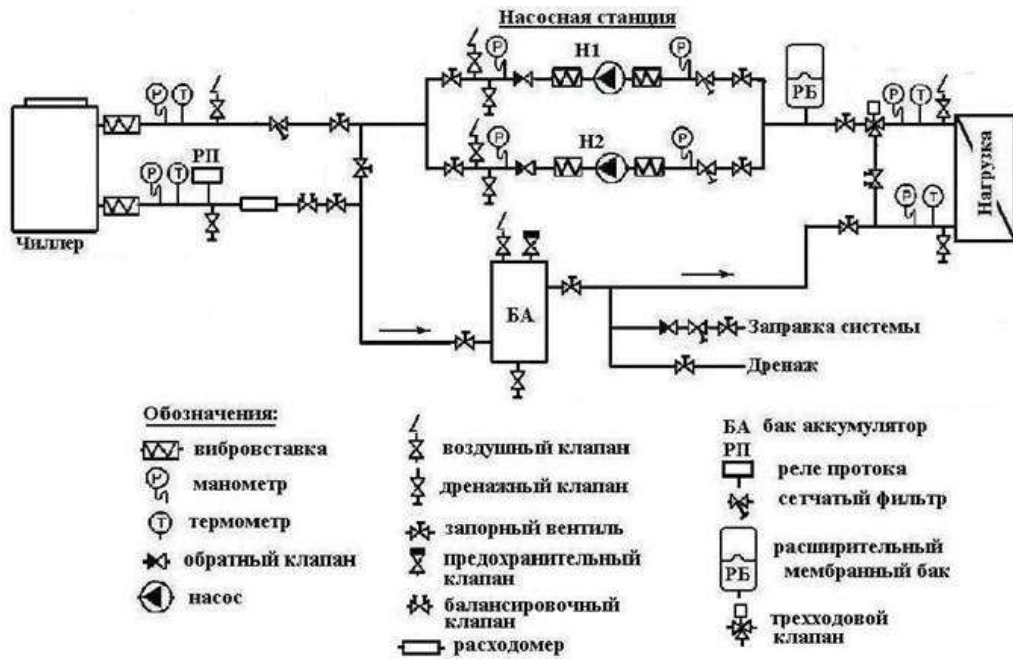 Насосная станция
Н1
P
P
P
T
РП
P
T
Чиллер
Н2
P
P
РБ
P
T
P
T
Нагрузка
БА
Заправка системы
Дренаж
Обозначения:
вибровставка
P
манометр
T
термометр
обратный клапан
насос
воздушный клапан
дренажный клапан
запорный вентиль
предохранительный
клапан
балансировочный
клапан
расходомер
БА бак аккумулятор
РП
реле протока
сетчатый фильтр
расширительный
РБ мембранный бак
трехходовой
клапан